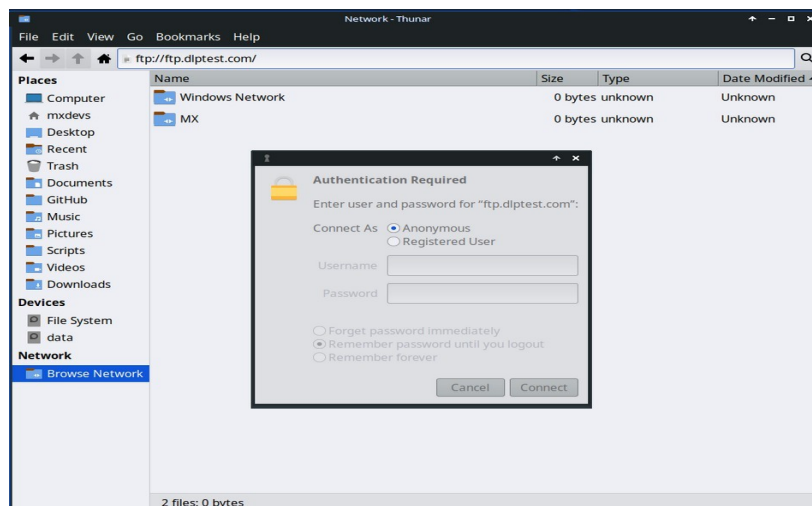 Network - Thunar
File Edit View Go Bookmarks Help
ftp://ftp.dlptest.com/
Places
Computer
mxdevs
Desktop
Recent
Trash
Documents
GitHub
Music
Pictures
Scripts
Videos
Downloads
Devices
File System
data
Network
Browse Network
Name Size Type Date Modified
Windows Network 0 bytes unknown Unknown
MX 0 bytes unknown Unknown
Authentication Required
Enter user and password for “ftp.dlptest.com”:
Connect As Anonymous
Registered User
Username
Password
Forget password immediately
Remember password until you logout
Remember forever
Cancel Connect
2 files: 0 bytes